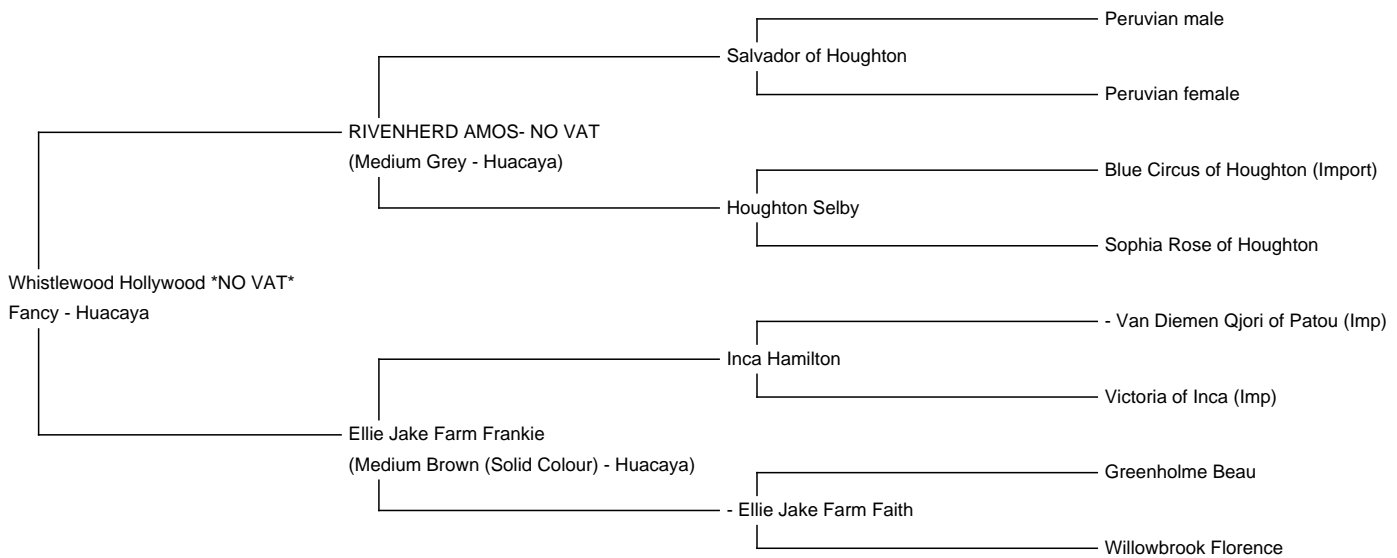 Peruvian male
Salvador of Houghton
Peruvian female
RIVENHERD AMOS- NO VAT
(Medium Grey - Huacaya)
Blue Circus of Houghton (Import)
Houghton Selby
Sophia Rose of Houghton
Whistlewood Hollywood *NO VAT*
Fancy - Huacaya
- Van Diemen Qjori of Patou (Imp)
Inca Hamilton
Victoria of Inca (Imp)
Ellie Jake Farm Frankie
(Medium Brown (Solid Colour) - Huacaya)
Greenholme Beau
- Ellie Jake Farm Faith
Willowbrook Florence